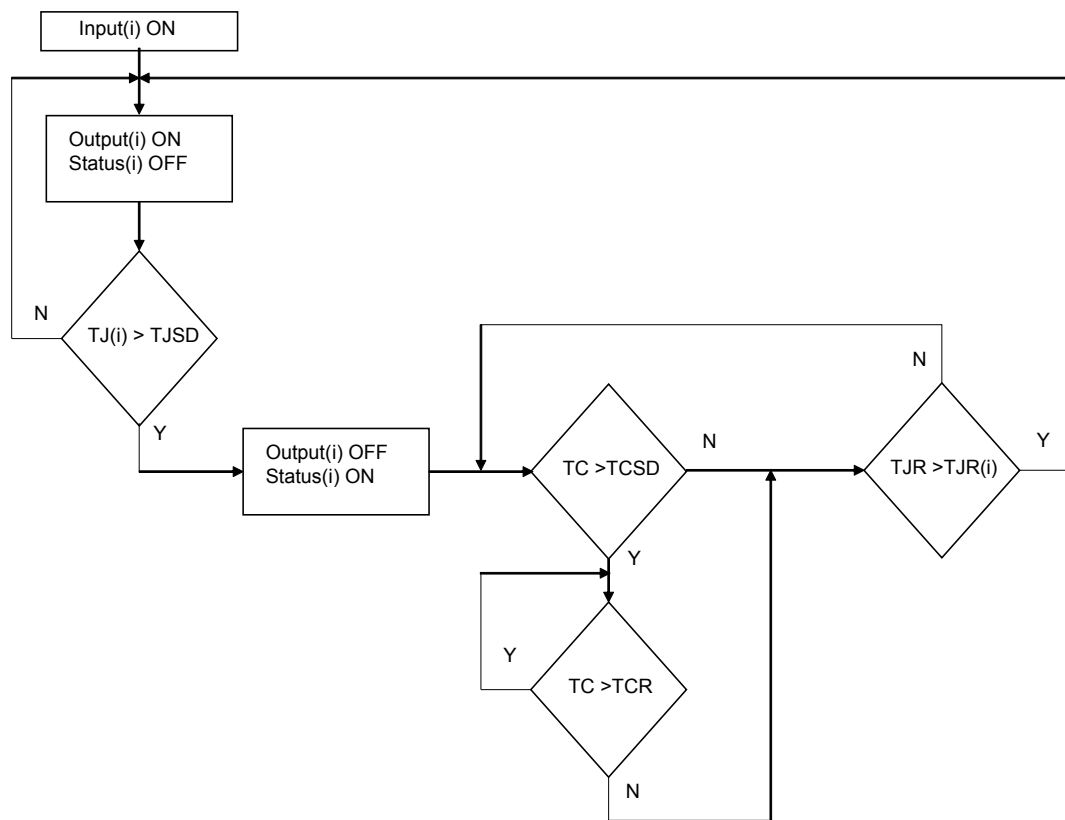 Input(i) ON
Output(i) ON
Status(i) OFF
N
TJ(i) > TJSD
Y
Output(i) OFF
Status(i) ON
TC >TCSD
N
Y
N
TJR >TJR(i)
Y
Y
TC >TCR
N